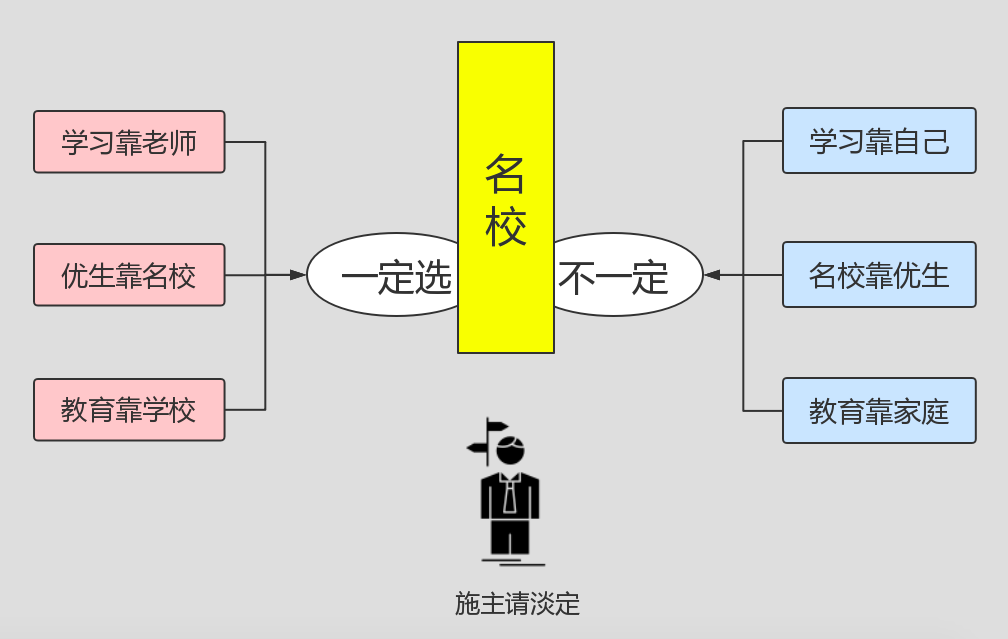 学习靠老师
优生靠名校
教育靠学校
一定选
名
校
不一定
学习靠自己
名校靠优生
教育靠家庭
施主请淡定